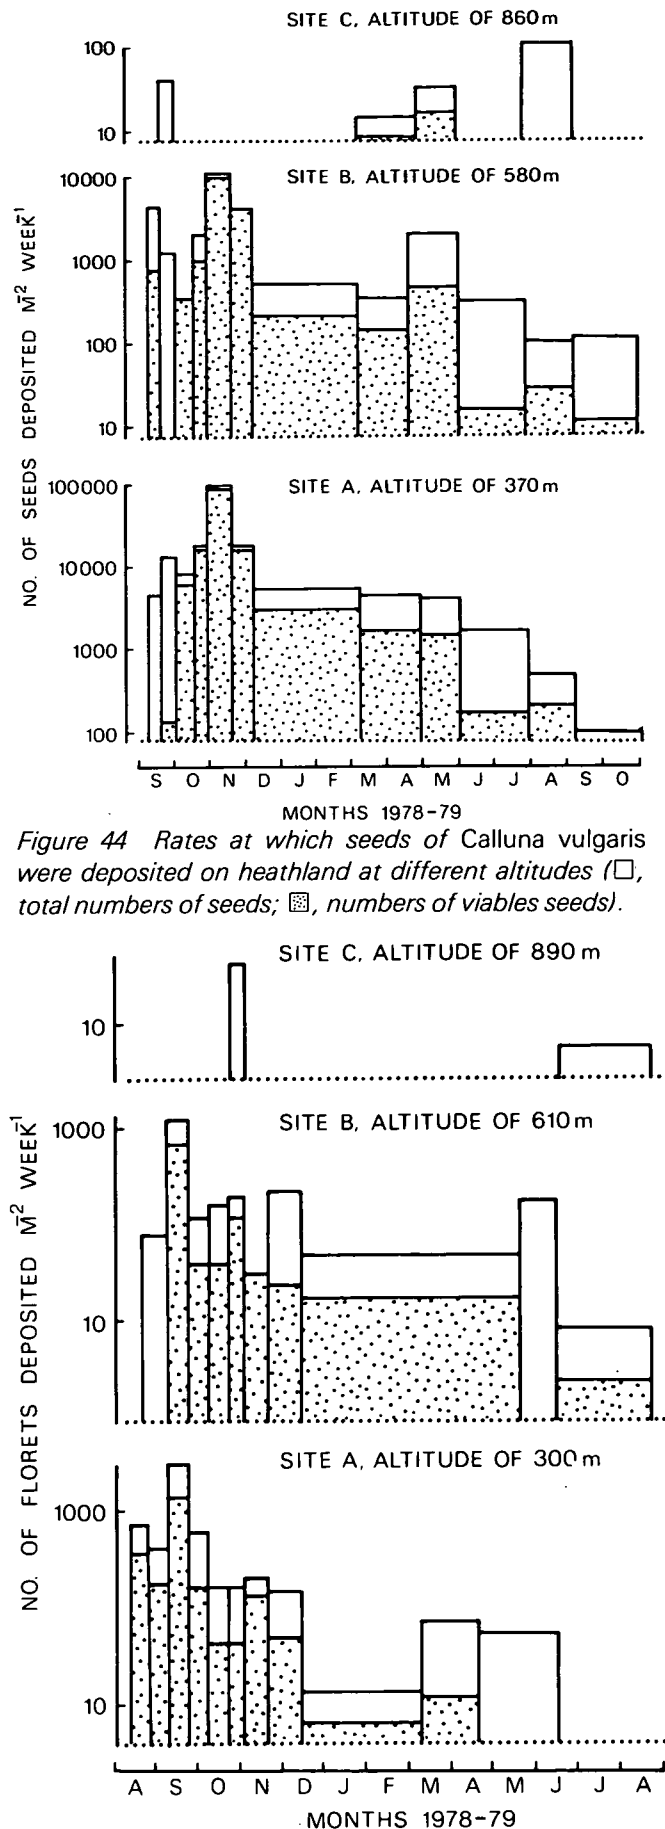 SITE C, ALTITUDE OF 860m
100
10
SITE B, ALTITUDE OF 580m
10000
1000
100
10
SITE A, ALTITUDE OF 370m
100000
10000
1000
100
NO. OF SEEDS DEPOSITED M̄² WEEK¯¹
S O N D J F M A M J J A S O
MONTHS 1978-79
Figure 44 Rates at which seeds of Calluna vulgaris
were deposited on heathland at different altitudes (□,
total numbers of seeds; ▩, numbers of viables seeds).
SITE C, ALTITUDE OF 890m
10
SITE B, ALTITUDE OF 610m
1000
10
SITE A, ALTITUDE OF 300m
1000
10
NO. OF FLORETS DEPOSITED M̄² WEEK¯¹
A S O N D J F M A M J J A
MONTHS 1978-79